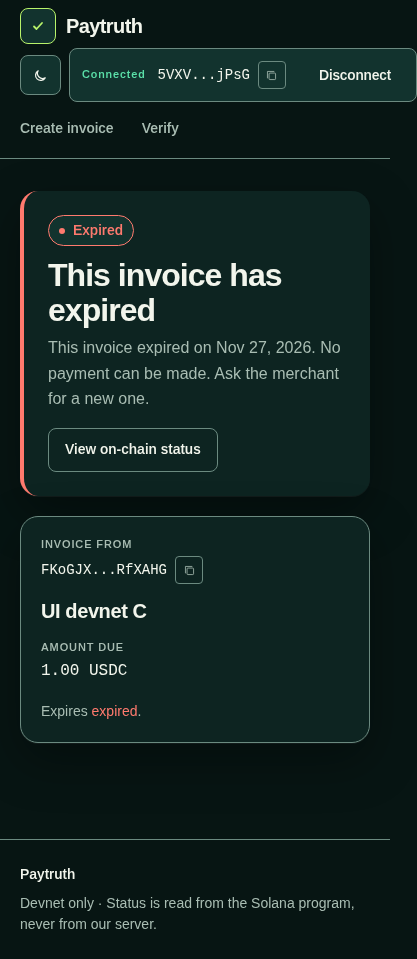 Paytruth
Connected 5VXV...jPsG Disconnect
Create invoice Verify
Expired
This invoice has
expired
This invoice expired on Nov 27, 2026. No
payment can be made. Ask the merchant
for a new one.
View on-chain status
INVOICE FROM
FKoGJX...RfXAHG
UI devnet C
AMOUNT DUE
1.00 USDC
Expires expired.
Paytruth
Devnet only · Status is read from the Solana program,
never from our server.